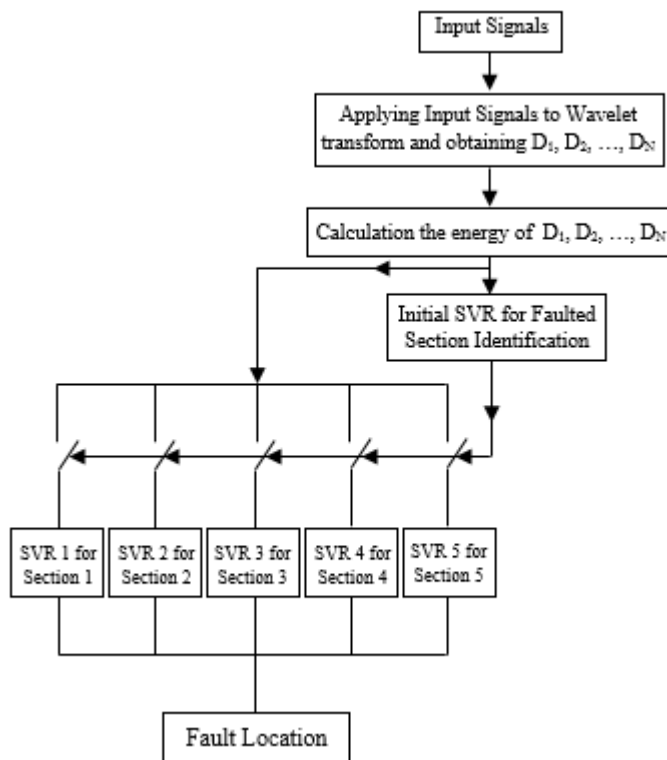 Input Signals
Applying Input Signals to Wavelet
transform and obtaining D₁, D₂, ..., D_N
Calculation the energy of D₁, D₂, ..., D_N
Initial SVR for Faulted
Section Identification
SVR 1 for
Section 1
SVR 2 for
Section 2
SVR 3 for
Section 3
SVR 4 for
Section 4
SVR 5 for
Section 5
Fault Location